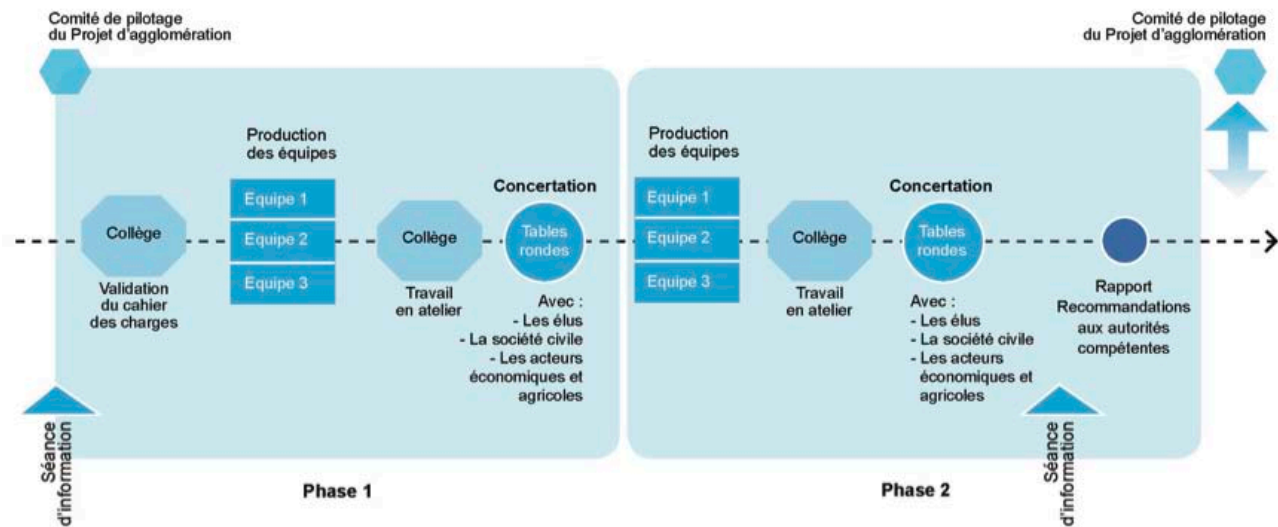 Comité de pilotage
du Projet d'agglomération
Comité de pilotage
du Projet d'agglomération
Production
des équipes
Equipe 1
Equipe 2
Equipe 3
Collège
Validation
du cahier
des charges
Collège
Travail
en atelier
Concertation
Tables
rondes
Avec :
- Les élus
- La société civile
- Les acteurs
économiques et
agricoles
Séance
d'information
Phase 1
Production
des équipes
Equipe 1
Equipe 2
Equipe 3
Collège
Travail
en atelier
Concertation
Tables
rondes
Avec :
- Les élus
- La société civile
- Les acteurs
économiques et
agricoles
Rapport
Recommandations
aux autorités
compétentes
Séance
d'information
Phase 2